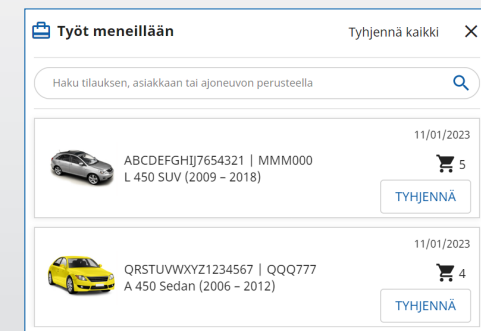 Työt meneillään
Tyhjennä kaikki
Haku tilauksen, asiakkaan tai ajoneuvon perusteella
11/01/2023
ABCDEFGHIJ7654321 | MMM000
5
L 450 SUV (2009 – 2018)
TYHJENNÄ
11/01/2023
QRSTUVWXYZ1234567 | QQQ777
4
A 450 Sedan (2006 – 2012)
TYHJENNÄ